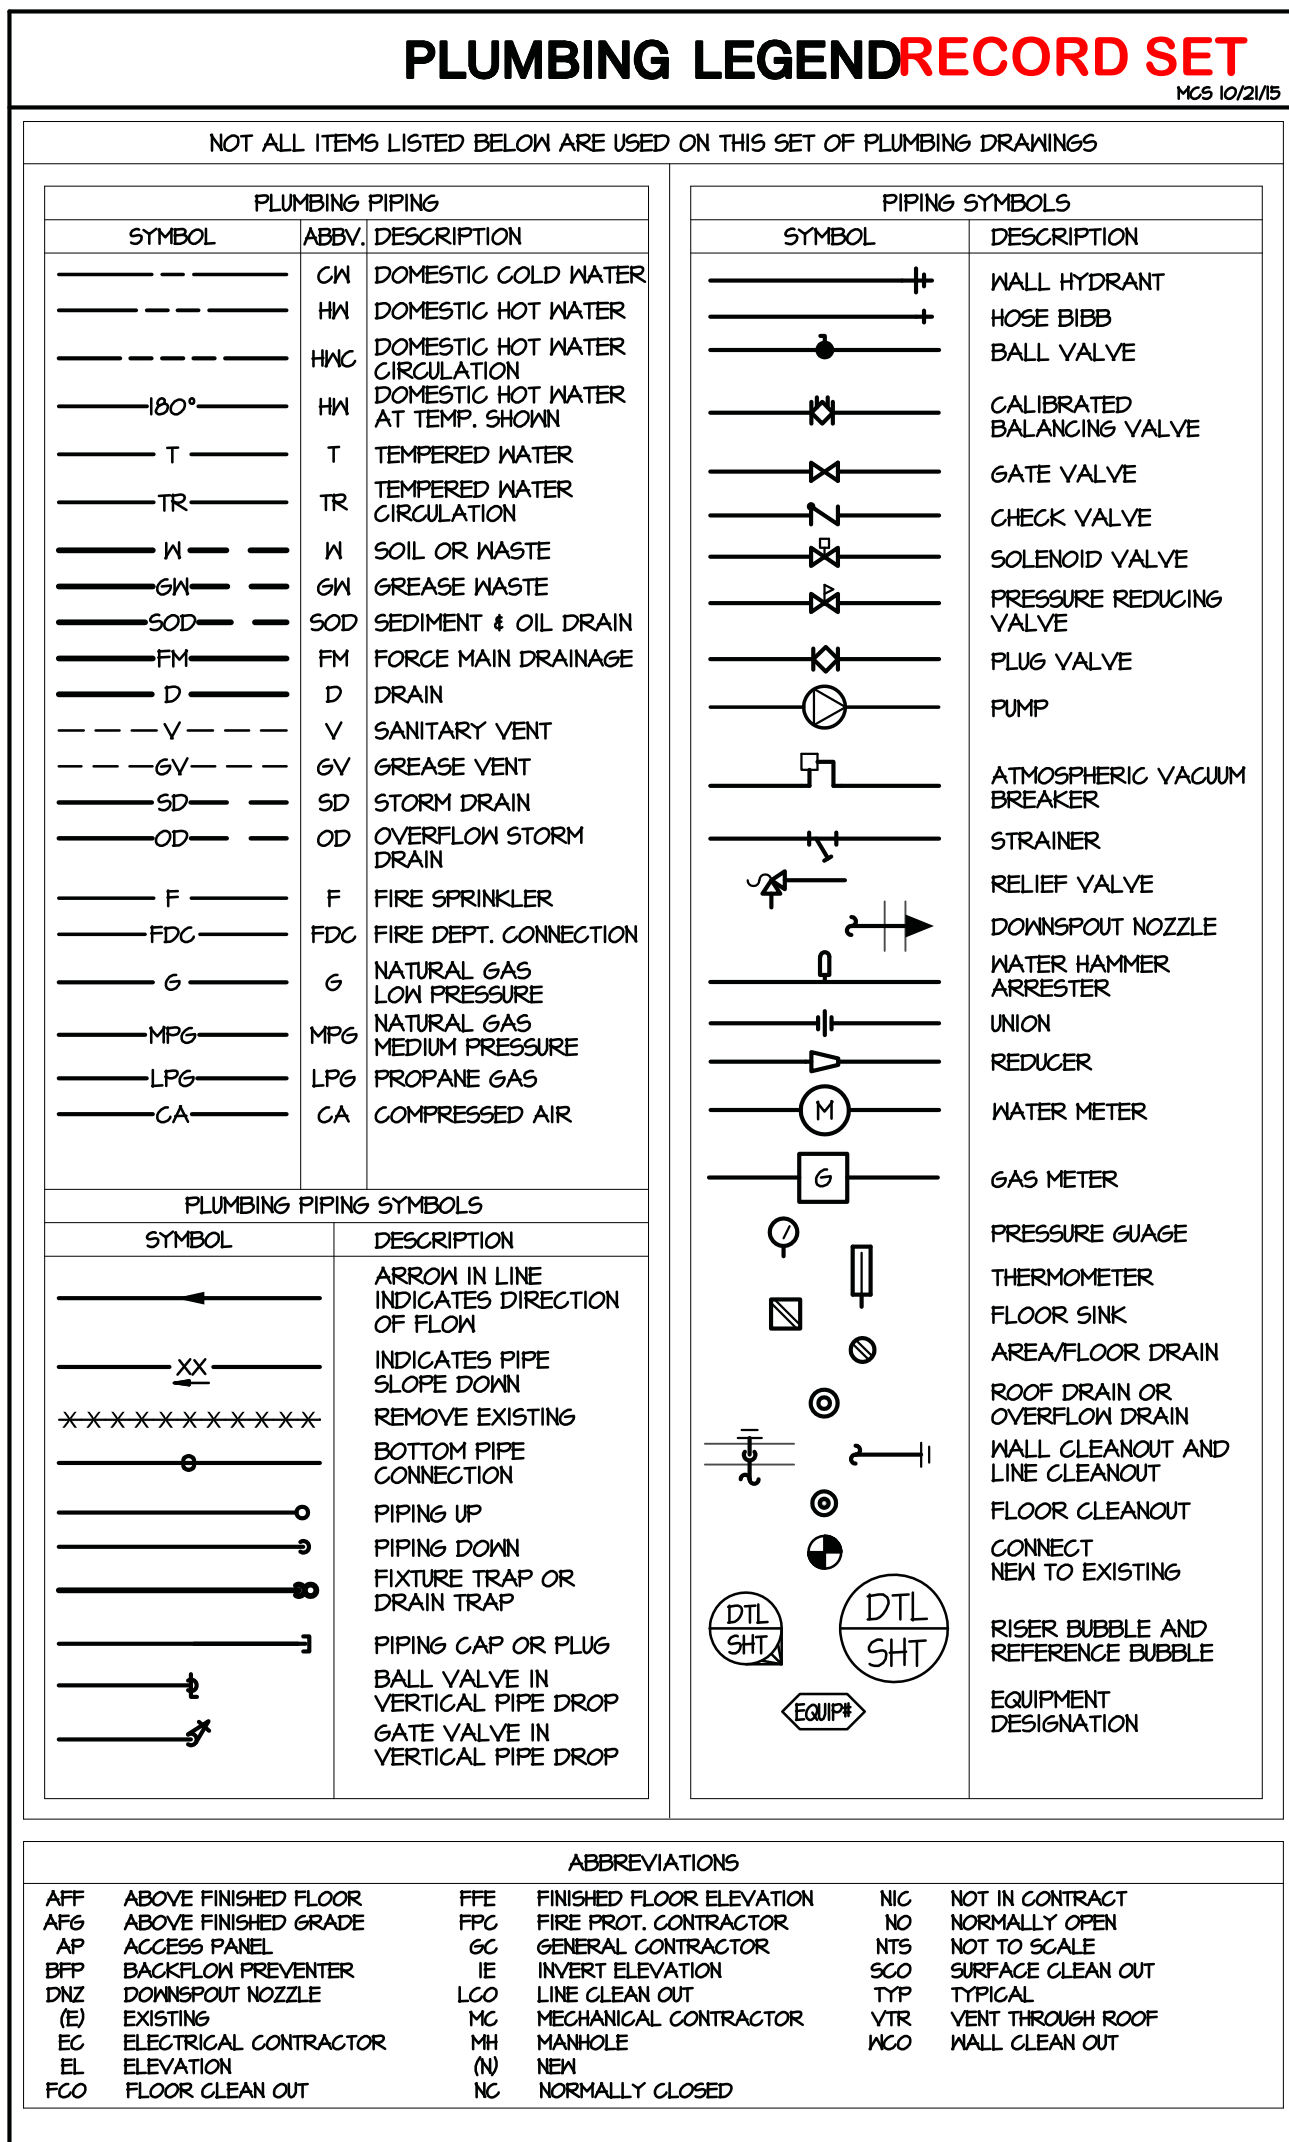 PLUMBING LEGEND RECORD SET
MCS 10/21/15
NOT ALL ITEMS LISTED BELOW ARE USED ON THIS SET OF PLUMBING DRAWINGS
PLUMBING PIPING
SYMBOL ABBV. DESCRIPTION
CW DOMESTIC COLD WATER
HW DOMESTIC HOT WATER
HWC DOMESTIC HOT WATER
CIRCULATION
180° HW DOMESTIC HOT WATER
AT TEMP. SHOWN
T T TEMPERED WATER
TR TR TEMPERED WATER
CIRCULATION
W W SOIL OR WASTE
GW GW GREASE WASTE
SOD SOD SEDIMENT & OIL DRAIN
FM FM FORCE MAIN DRAINAGE
D D DRAIN
V V SANITARY VENT
GV GV GREASE VENT
SD SD STORM DRAIN
OD OD OVERFLOW STORM
DRAIN
F F FIRE SPRINKLER
FDC FDC FIRE DEPT. CONNECTION
G G NATURAL GAS
LOW PRESSURE
MPG MPG NATURAL GAS
MEDIUM PRESSURE
LPG LPG PROPANE GAS
CA CA COMPRESSED AIR
PLUMBING PIPING SYMBOLS
SYMBOL DESCRIPTION
ARROW IN LINE
INDICATES DIRECTION
OF FLOW
XX INDICATES PIPE
SLOPE DOWN
X X X X X X X X X X X REMOVE EXISTING
BOTTOM PIPE
CONNECTION
PIPING UP
PIPING DOWN
FIXTURE TRAP OR
DRAIN TRAP
PIPING CAP OR PLUG
BALL VALVE IN
VERTICAL PIPE DROP
GATE VALVE IN
VERTICAL PIPE DROP
PIPING SYMBOLS
SYMBOL DESCRIPTION
WALL HYDRANT
HOSE BIBB
BALL VALVE
CALIBRATED
BALANCING VALVE
GATE VALVE
CHECK VALVE
SOLENOID VALVE
PRESSURE REDUCING
VALVE
PLUG VALVE
PUMP
ATMOSPHERIC VACUUM
BREAKER
STRAINER
RELIEF VALVE
DOWNSPOUT NOZZLE
WATER HAMMER
ARRESTER
UNION
REDUCER
M WATER METER
G GAS METER
PRESSURE GUAGE
THERMOMETER
FLOOR SINK
AREA/FLOOR DRAIN
ROOF DRAIN OR
OVERFLOW DRAIN
WALL CLEANOUT AND
LINE CLEANOUT
FLOOR CLEANOUT
CONNECT
NEW TO EXISTING
DTL DTL
SHT SHT
RISER BUBBLE AND
REFERENCE BUBBLE
EQUIP# EQUIPMENT
DESIGNATION
ABBREVIATIONS
AFF ABOVE FINISHED FLOOR FFE FINISHED FLOOR ELEVATION NIC NOT IN CONTRACT
AFG ABOVE FINISHED GRADE FPC FIRE PROT. CONTRACTOR NO NORMALLY OPEN
AP ACCESS PANEL GC GENERAL CONTRACTOR NTS NOT TO SCALE
BFP BACKFLOW PREVENTER IE INVERT ELEVATION SCO SURFACE CLEAN OUT
DNZ DOWNSPOUT NOZZLE LCO LINE CLEAN OUT TYP TYPICAL
(E) EXISTING MC MECHANICAL CONTRACTOR VTR VENT THROUGH ROOF
EC ELECTRICAL CONTRACTOR MH MANHOLE WCO WALL CLEAN OUT
EL ELEVATION (N) NEW
FCO FLOOR CLEAN OUT NC NORMALLY CLOSED